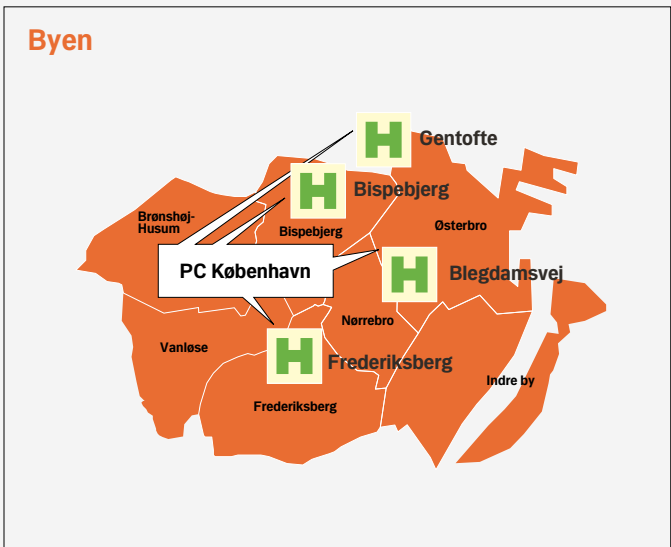 Byen
H
Gentofte
H
Bispebjerg
Brønshøj-
Husum
Bispebjerg
Østerbro
PC København
H
Blegdamsvej
Nørrebro
Vanløse
H
Frederiksberg
Indre by
Frederiksberg